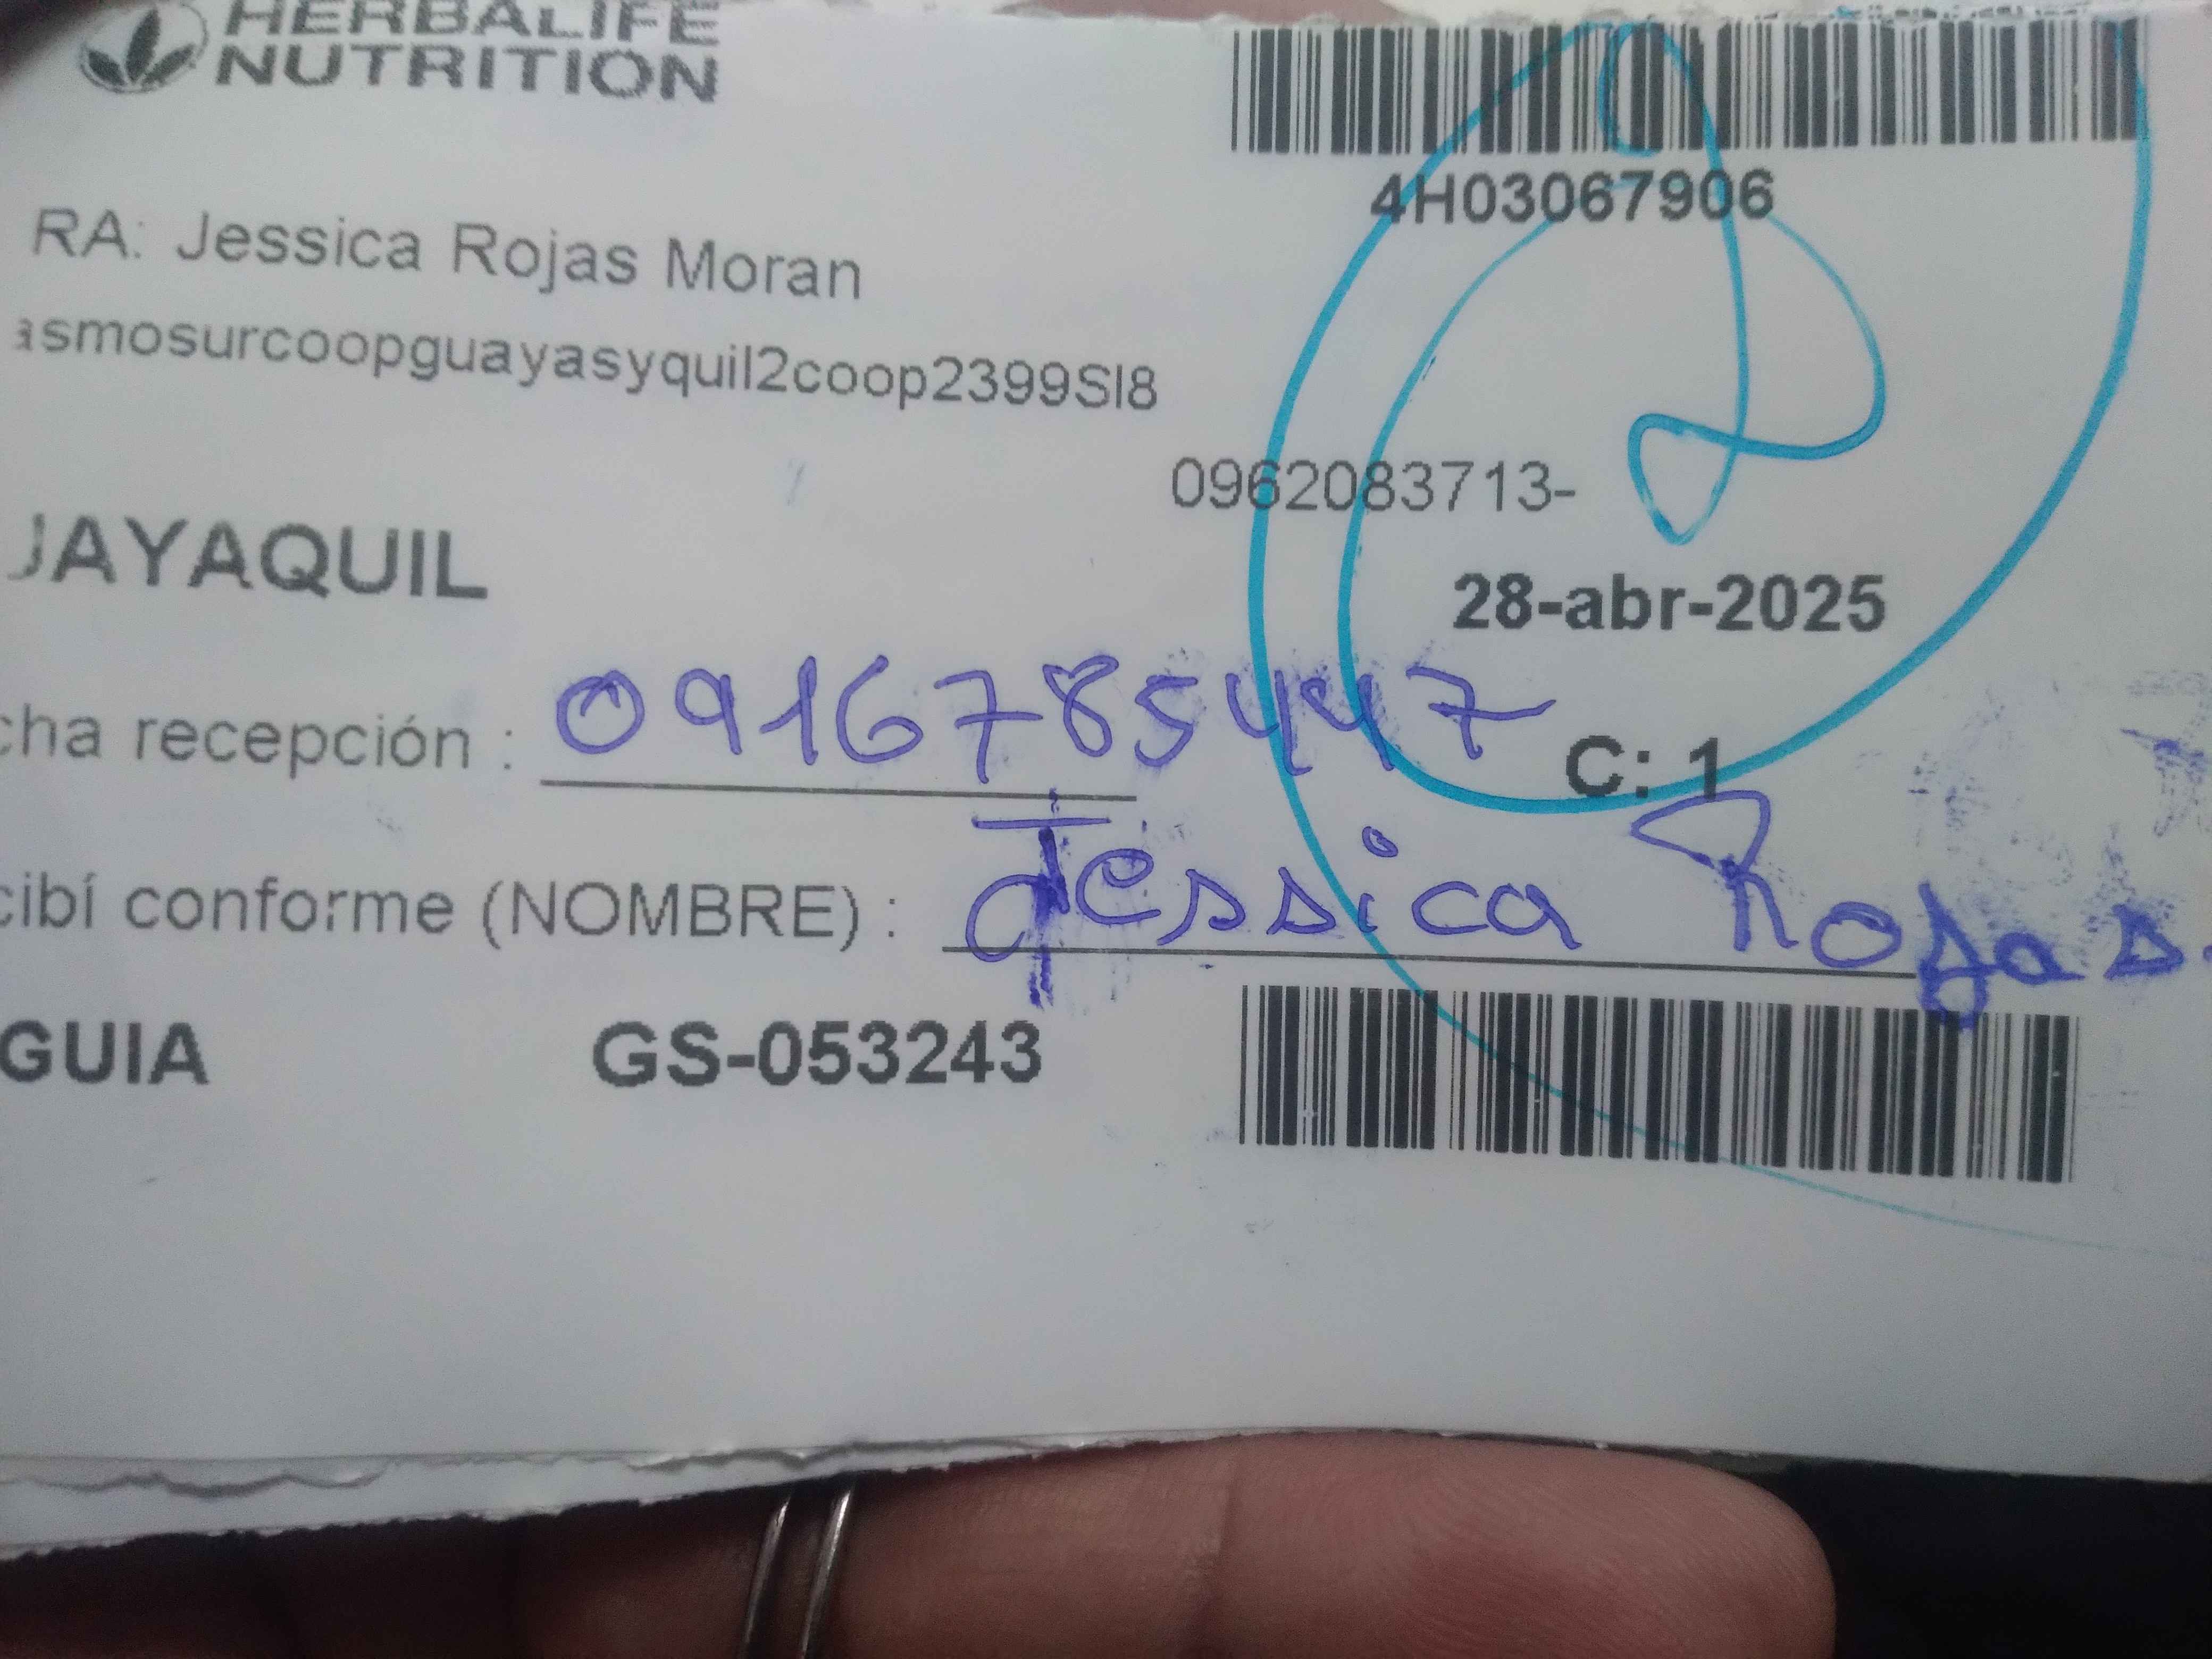 HERBALIFE
NUTRITION
4H03067906
RA: Jessica Rojas Moran
asmosurcoopguayasyquil2coop2399Sl8
0962083713-
JAYAQUIL
28-abr-2025
cha recepción : 0916785447
C: 1
cibí conforme (NOMBRE) : Jessica Rojas.
GUIA GS-053243